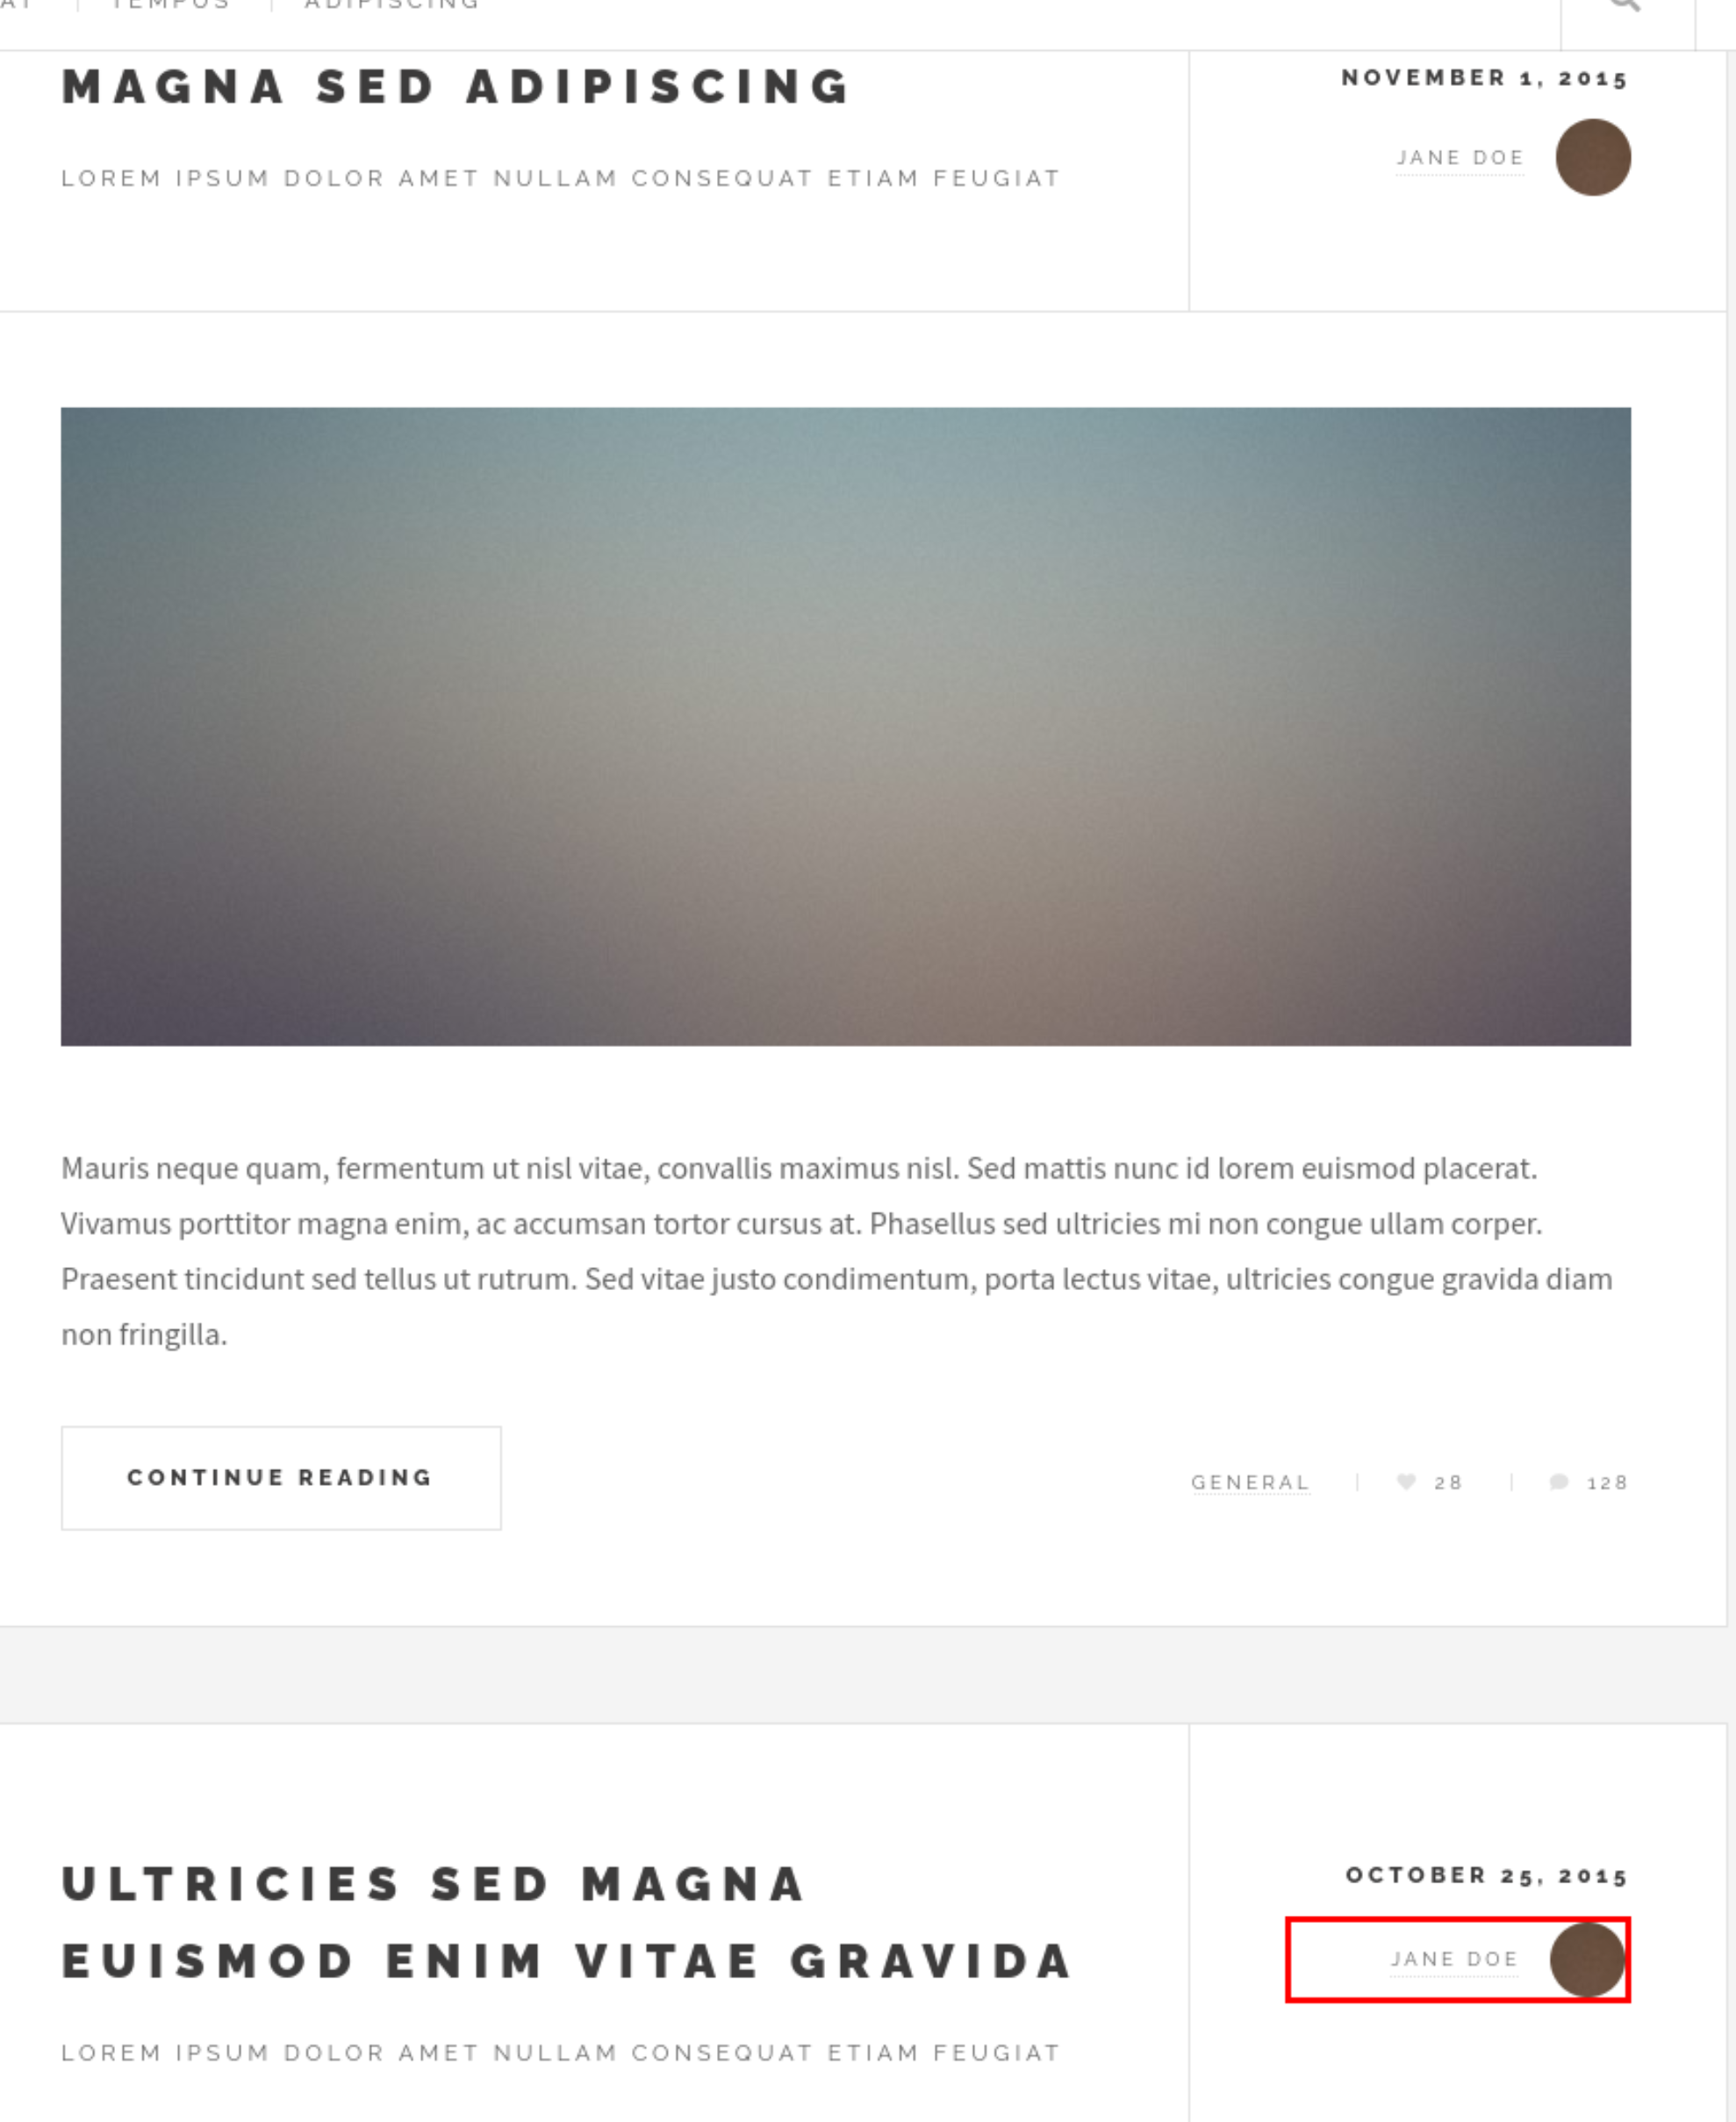 TEMPUS ADIPISCING
MAGNA SED ADIPISCING
LOREM IPSUM DOLOR AMET NULLAM CONSEQUAT ETIAM FEUGIAT
NOVEMBER 1, 2015
JANE DOE
Mauris neque quam, fermentum ut nisl vitae, convallis maximus nisl. Sed mattis nunc id lorem euismod placerat.
Vivamus porttitor magna enim, ac accumsan tortor cursus at. Phasellus sed ultricies mi non congue ullam corper.
Praesent tincidunt sed tellus ut rutrum. Sed vitae justo condimentum, porta lectus vitae, ultricies congue gravida diam
non fringilla.
CONTINUE READING
GENERAL 28 128
ULTRICIES SED MAGNA
EUISMOD ENIM VITAE GRAVIDA
LOREM IPSUM DOLOR AMET NULLAM CONSEQUAT ETIAM FEUGIAT
OCTOBER 25, 2015
JANE DOE